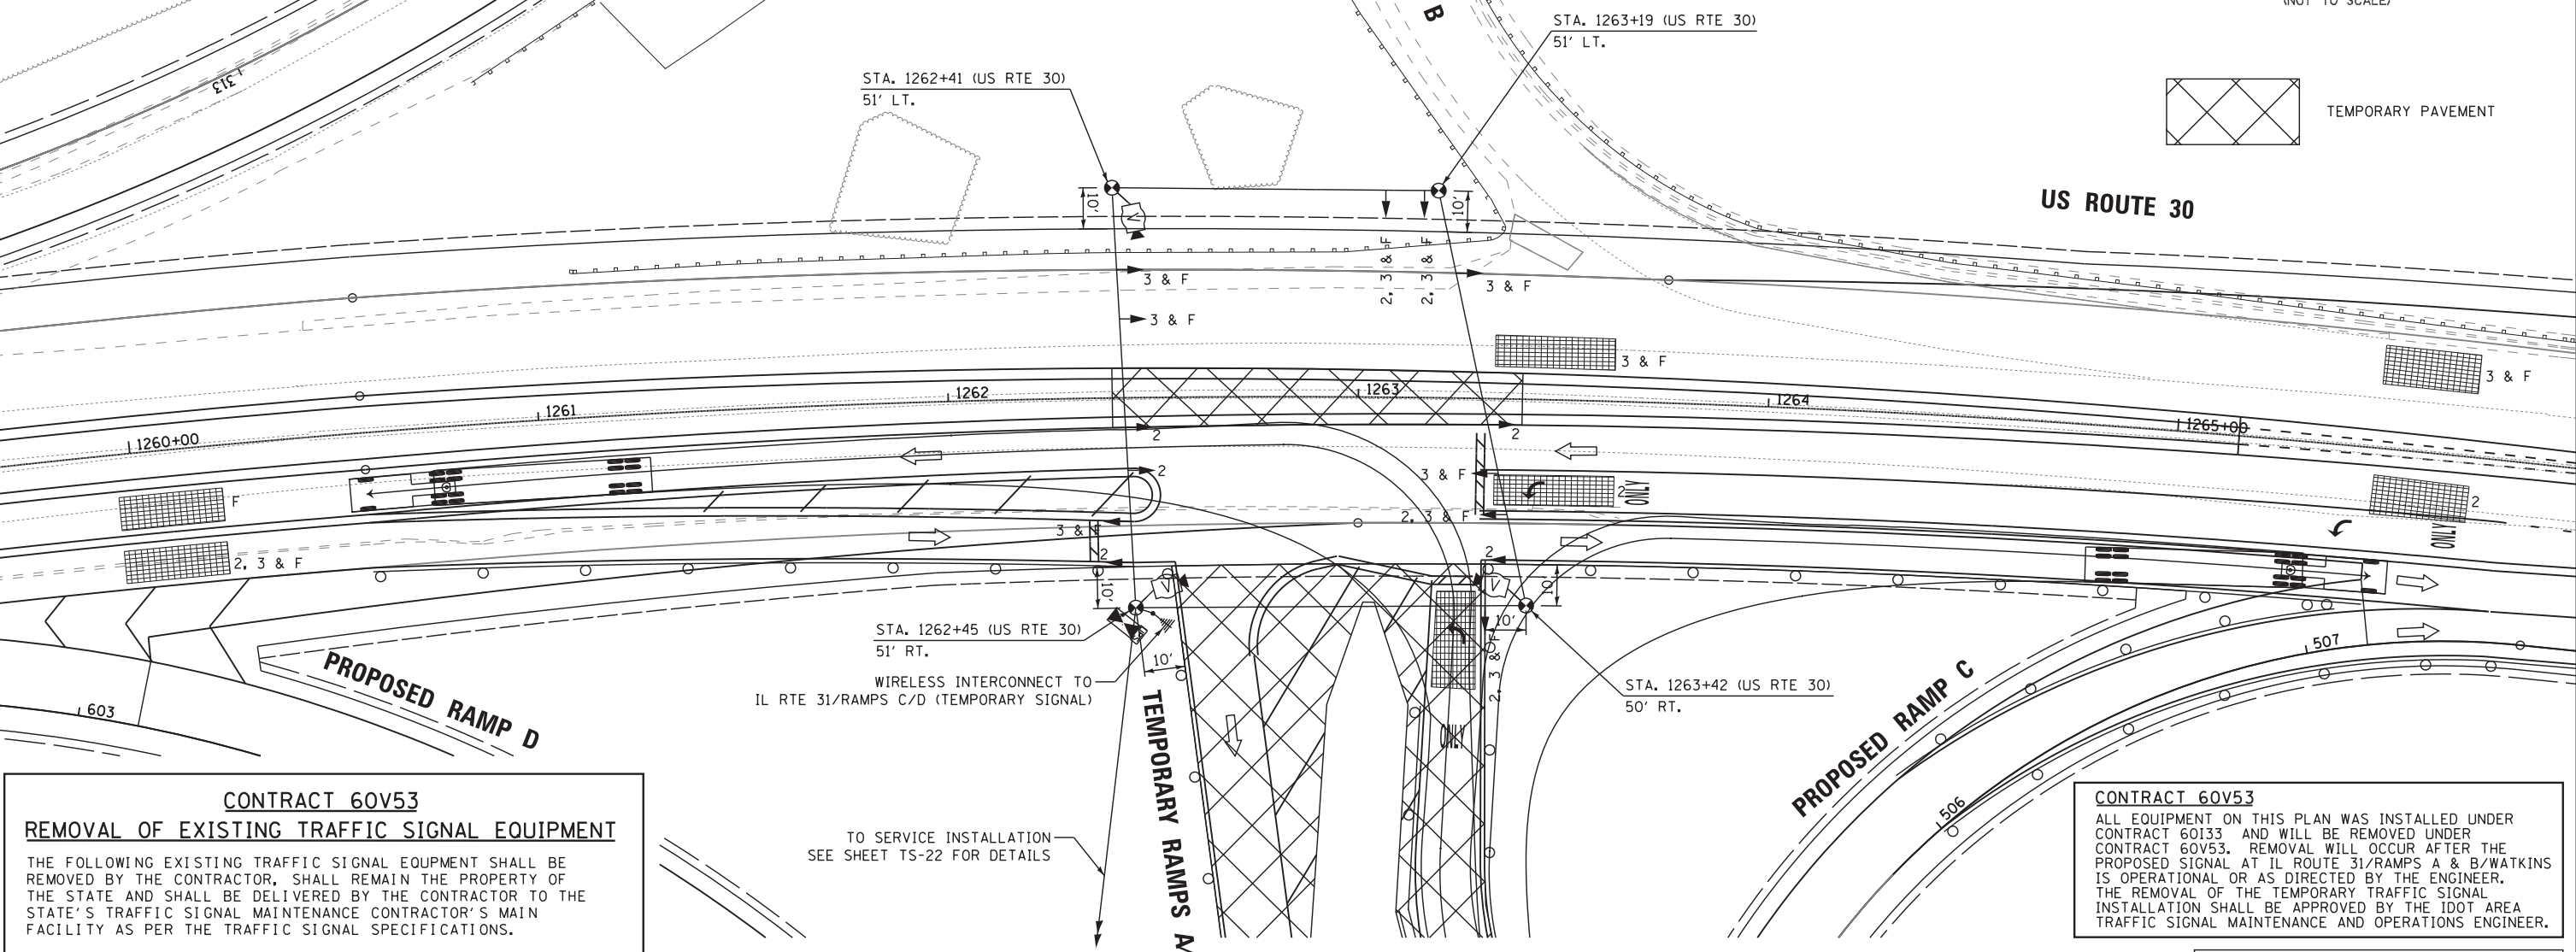 (NOT TO SCALE)
B
STA. 1263+19 (US RTE 30)
51' LT.
313
STA. 1262+41 (US RTE 30)
51' LT.
TEMPORARY PAVEMENT
US ROUTE 30
10'
V
10'
2, 3 & F
2, 3 & F
3 & F
3 & F
3 & F
3 & F
3 & F
1260+00
1261
1262
1263
1264
1265+00
2
2
2
3 & F
2
ONLY
2
ONLY
F
2, 3 & F
2, 3 & F
3 & F
2
2
10'
V
V
10'
10'
2, 3 & F
STA. 1262+45 (US RTE 30)
51' RT.
10'
WIRELESS INTERCONNECT TO
IL RTE 31/RAMPS C/D (TEMPORARY SIGNAL)
STA. 1263+42 (US RTE 30)
50' RT.
ONLY
PROPOSED RAMP D
603
TEMPORARY RAMPS A/
PROPOSED RAMP C
507
506
TO SERVICE INSTALLATION
SEE SHEET TS-22 FOR DETAILS
CONTRACT 60V53
REMOVAL OF EXISTING TRAFFIC SIGNAL EQUIPMENT
THE FOLLOWING EXISTING TRAFFIC SIGNAL EQUPMENT SHALL BE
REMOVED BY THE CONTRACTOR, SHALL REMAIN THE PROPERTY OF
THE STATE AND SHALL BE DELIVERED BY THE CONTRACTOR TO THE
STATE'S TRAFFIC SIGNAL MAINTENANCE CONTRACTOR'S MAIN
FACILITY AS PER THE TRAFFIC SIGNAL SPECIFICATIONS.
CONTRACT 60V53
ALL EQUIPMENT ON THIS PLAN WAS INSTALLED UNDER
CONTRACT 60I33 AND WILL BE REMOVED UNDER
CONTRACT 60V53. REMOVAL WILL OCCUR AFTER THE
PROPOSED SIGNAL AT IL ROUTE 31/RAMPS A & B/WATKINS
IS OPERATIONAL OR AS DIRECTED BY THE ENGINEER.
THE REMOVAL OF THE TEMPORARY TRAFFIC SIGNAL
INSTALLATION SHALL BE APPROVED BY THE IDOT AREA
TRAFFIC SIGNAL MAINTENANCE AND OPERATIONS ENGINEER.